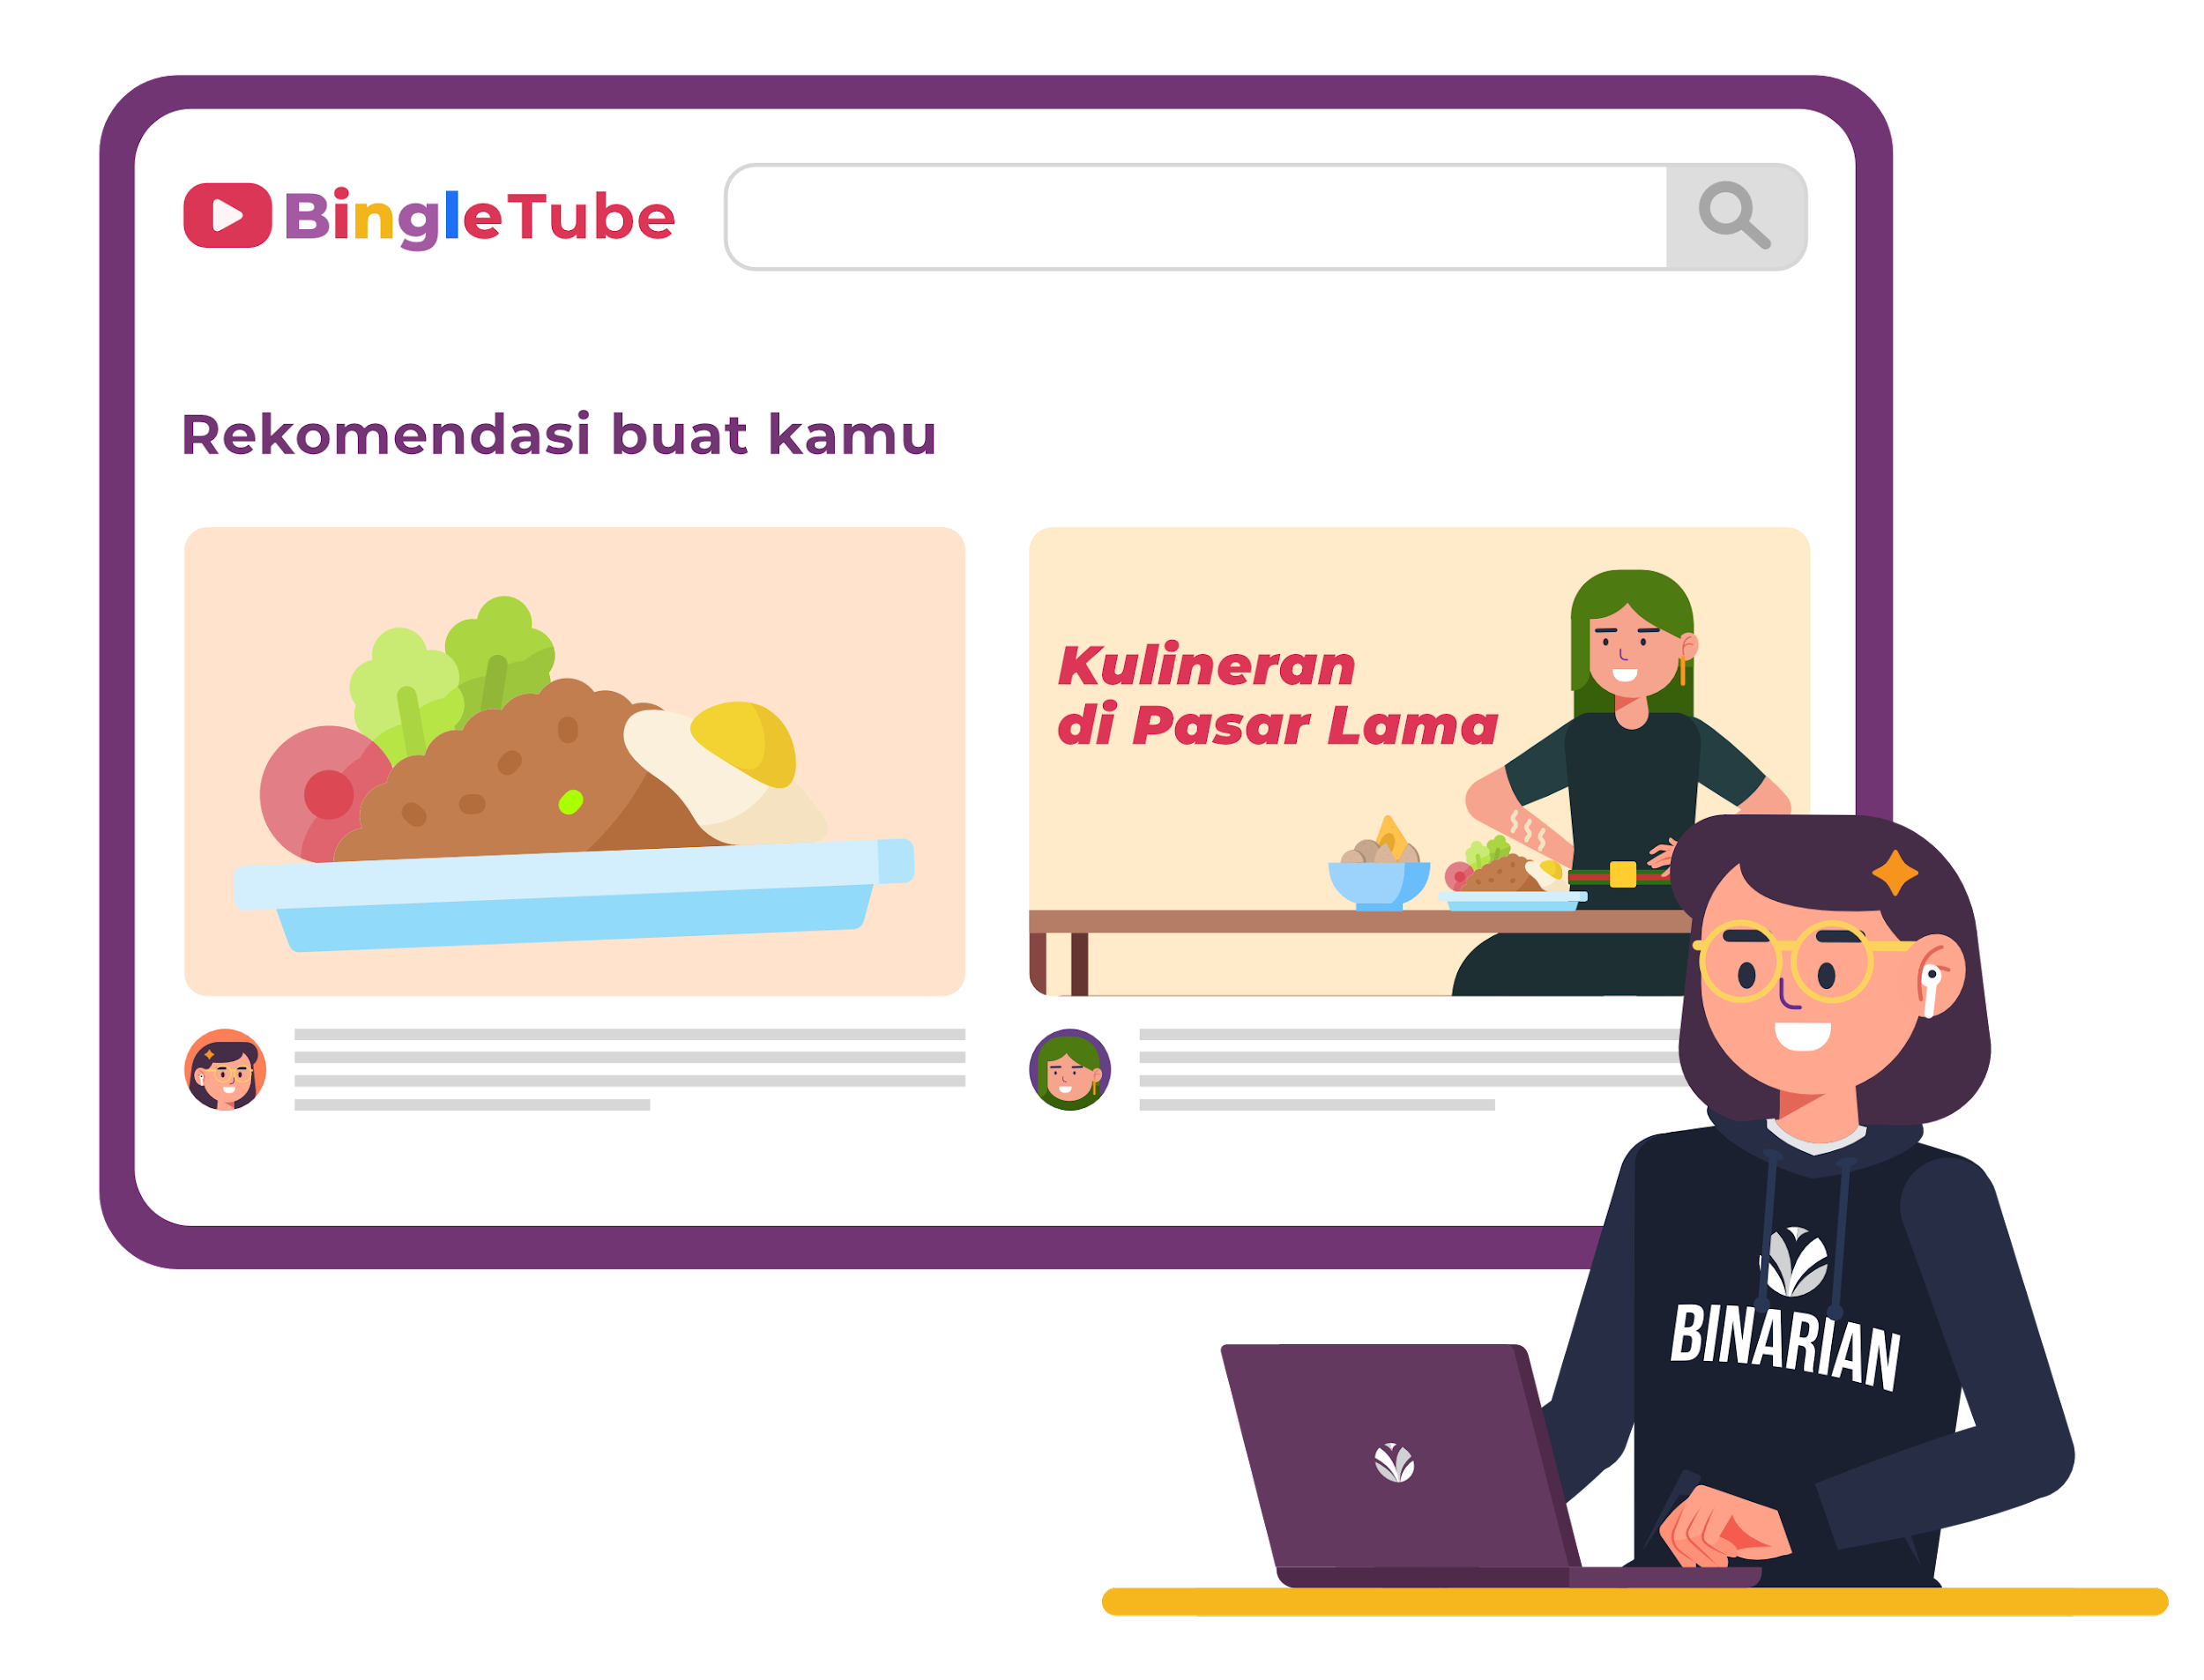 BingleTube
Rekomendasi buat kamu
Kulineran
di Pasar Lama
BINARIAN